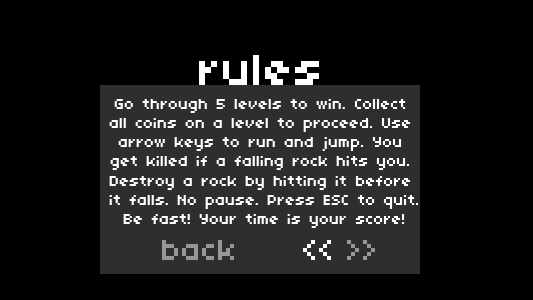 rules
Go through 5 levels to win. Collect
all coins on a level to proceed. Use
arrow keys to run and jump. You
get killed if a falling rock hits you.
Destroy a rock by hitting it before
it falls. No pause. Press ESC to quit.
Be fast! Your time is your score!
back << >>